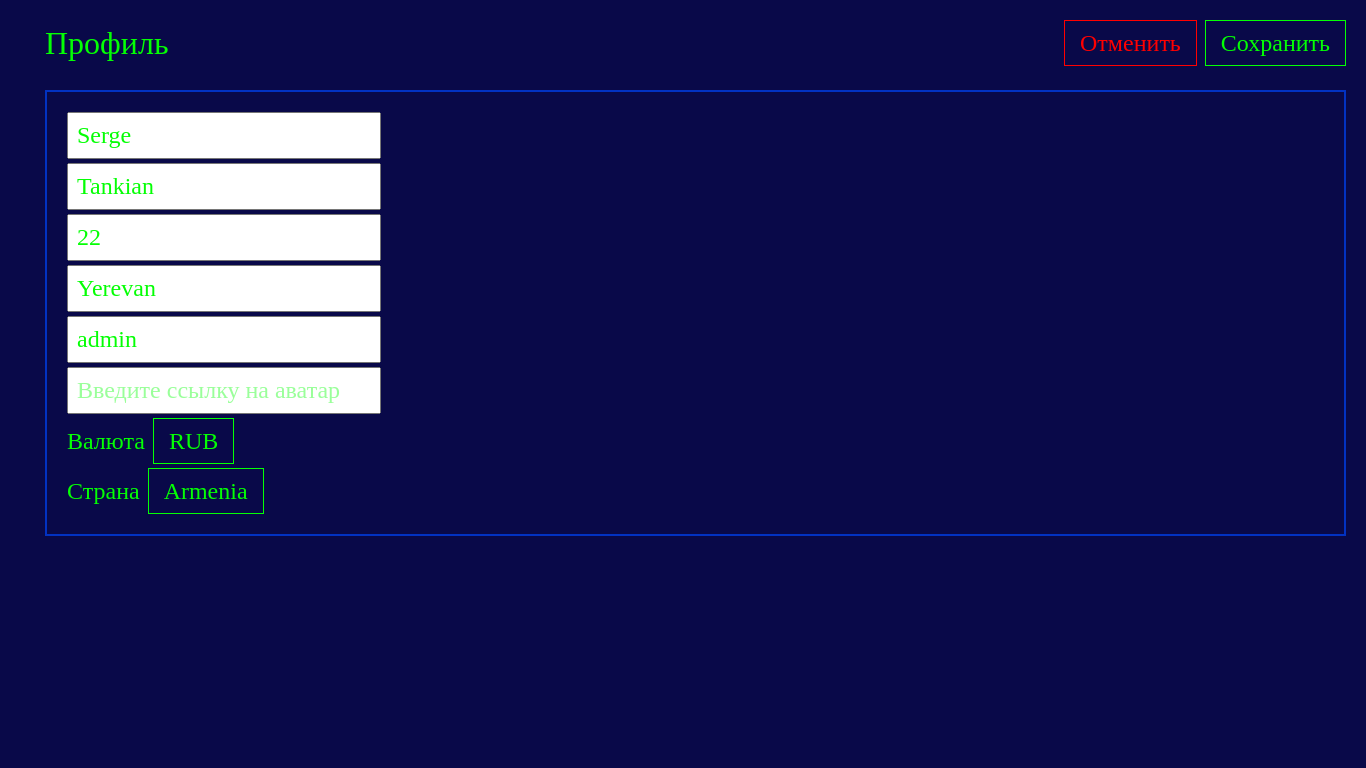 Профиль
Отменить Сохранить
Serge
Tankian
22
Yerevan
admin
Введите ссылку на аватар
Валюта RUB
Страна Armenia